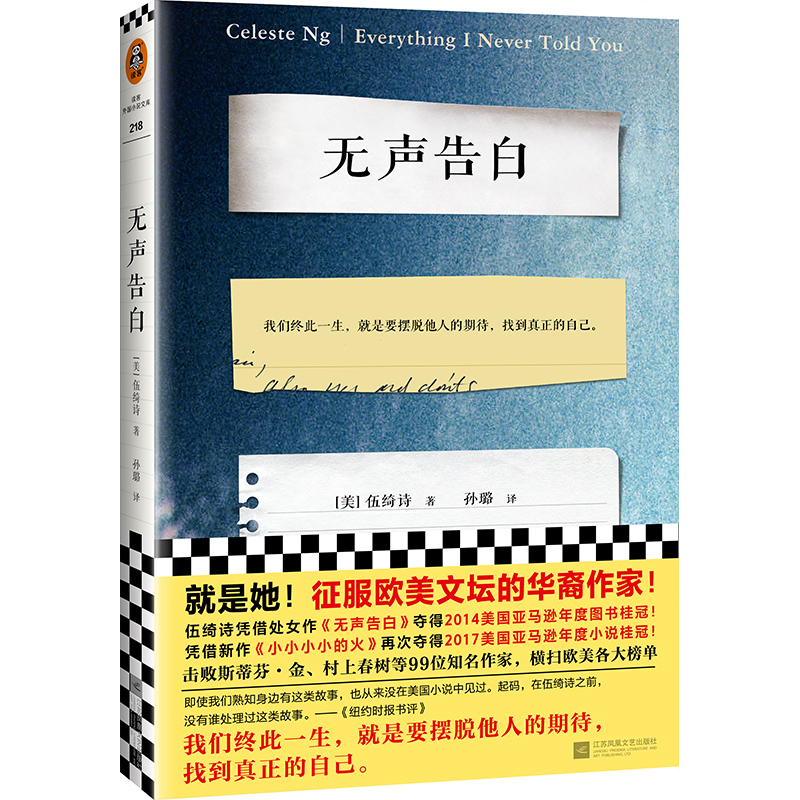 Celeste Ng | Everything I Never Told You
无声告白
我们终此一生，就是要摆脱他人的期待，找到真正的自己。
[美] 伍绮诗 著 孙璐 译
就是她！征服欧美文坛的华裔作家！
伍绮诗凭借处女作《无声告白》夺得2014美国亚马逊年度图书桂冠！
凭借新作《小小小小的火》再次夺得2017美国亚马逊年度小说桂冠！
击败斯蒂芬·金、村上春树等99位知名作家，横扫欧美各大榜单
即使我们熟知身边有这类故事，也从来没在美国小说中见过。起码，在伍绮诗之前，
没有谁处理过这类故事。——《纽约时报书评》
我们终此一生，就是要摆脱他人的期待，
找到真正的自己。
江苏凤凰文艺出版社
读客
读客
外国小说文库
218
无声告白
[美] 伍绮诗 著
孙璐 译